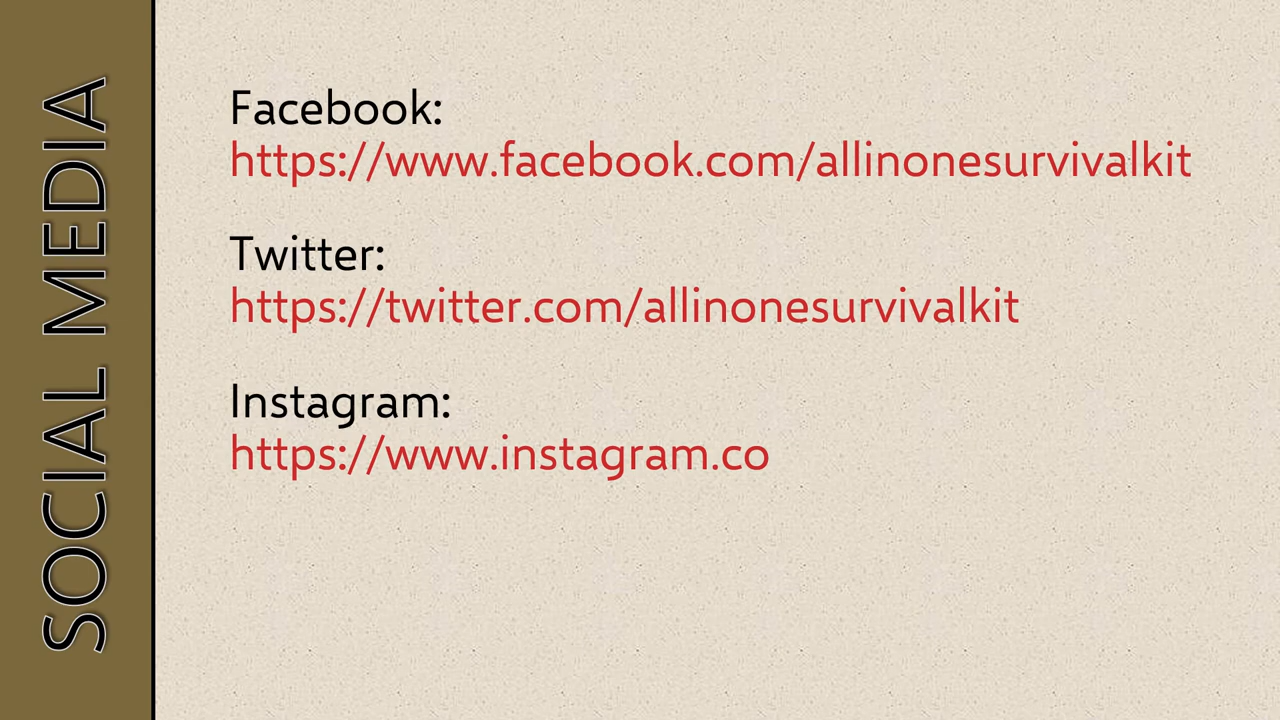 SOCIAL MEDIA
Facebook:
https://www.facebook.com/allinonesurvivalkit
Twitter:
https://twitter.com/allinonesurvivalkit
Instagram:
https://www.instagram.co